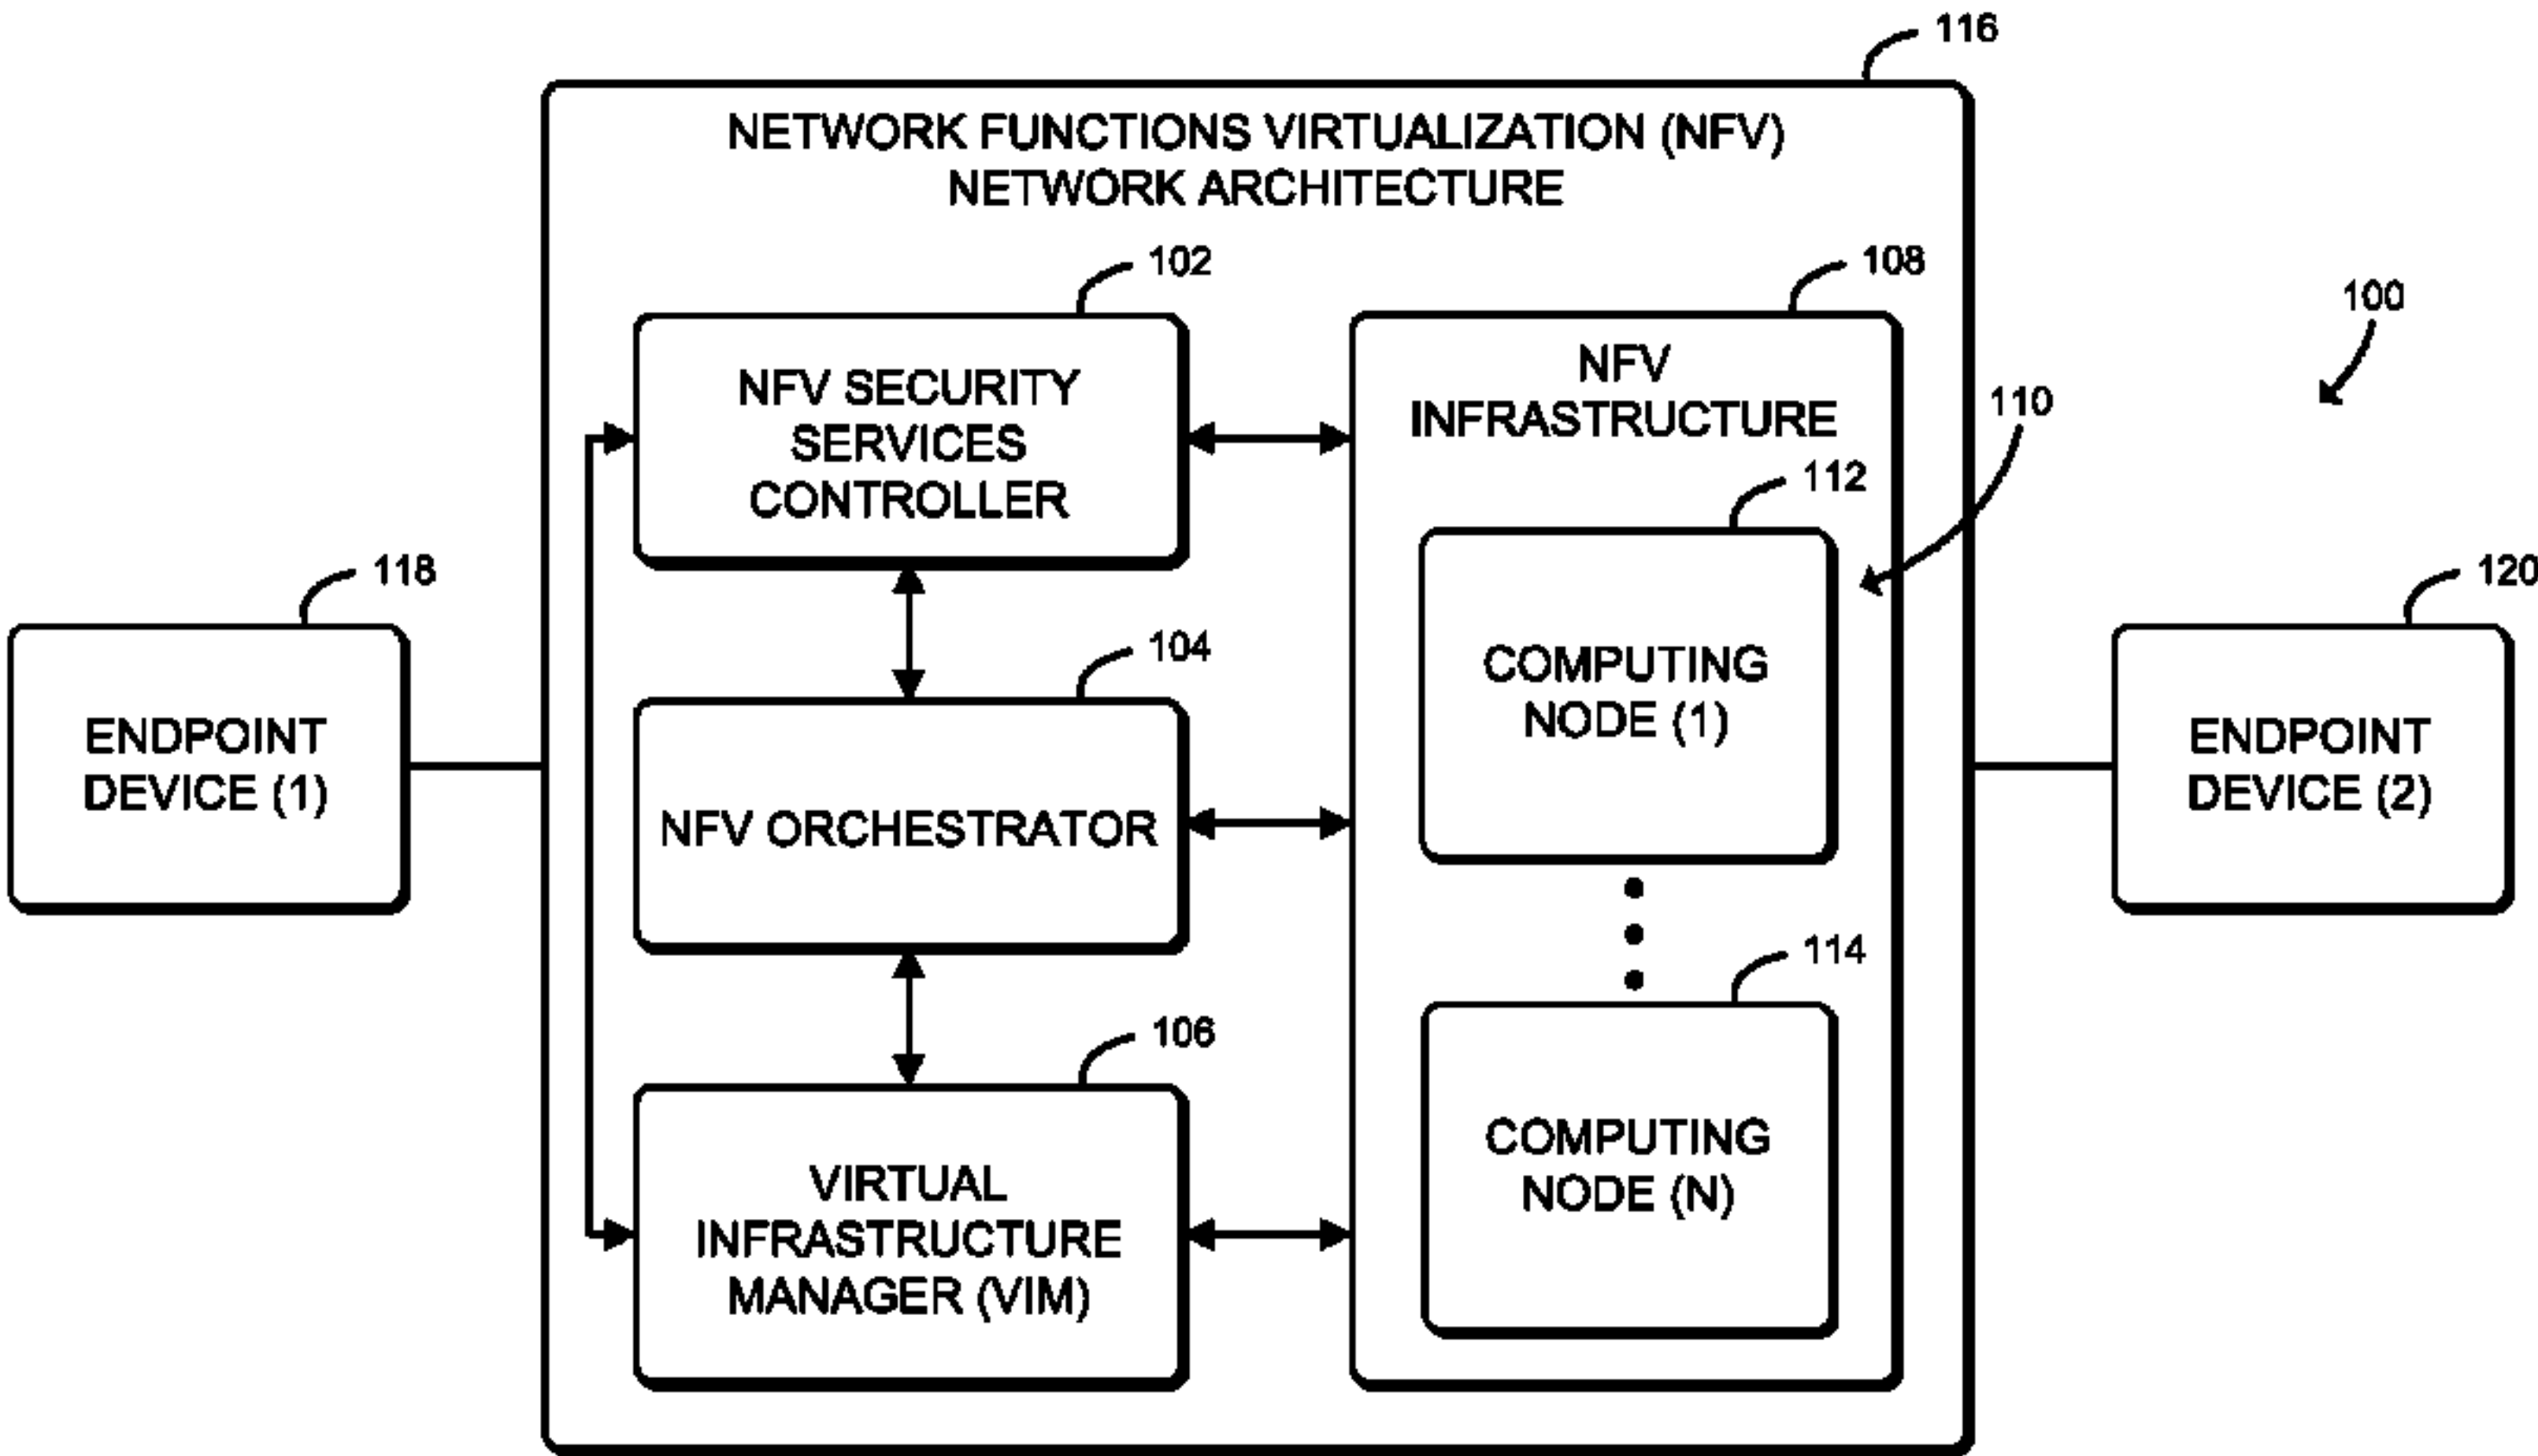 116
NETWORK FUNCTIONS VIRTUALIZATION (NFV)
NETWORK ARCHITECTURE
102
NFV SECURITY
SERVICES
CONTROLLER
108
NFV
INFRASTRUCTURE
100
110
112
COMPUTING
NODE (1)
118
ENDPOINT
DEVICE (1)
104
NFV ORCHESTRATOR
120
ENDPOINT
DEVICE (2)
114
COMPUTING
NODE (N)
106
VIRTUAL
INFRASTRUCTURE
MANAGER (VIM)